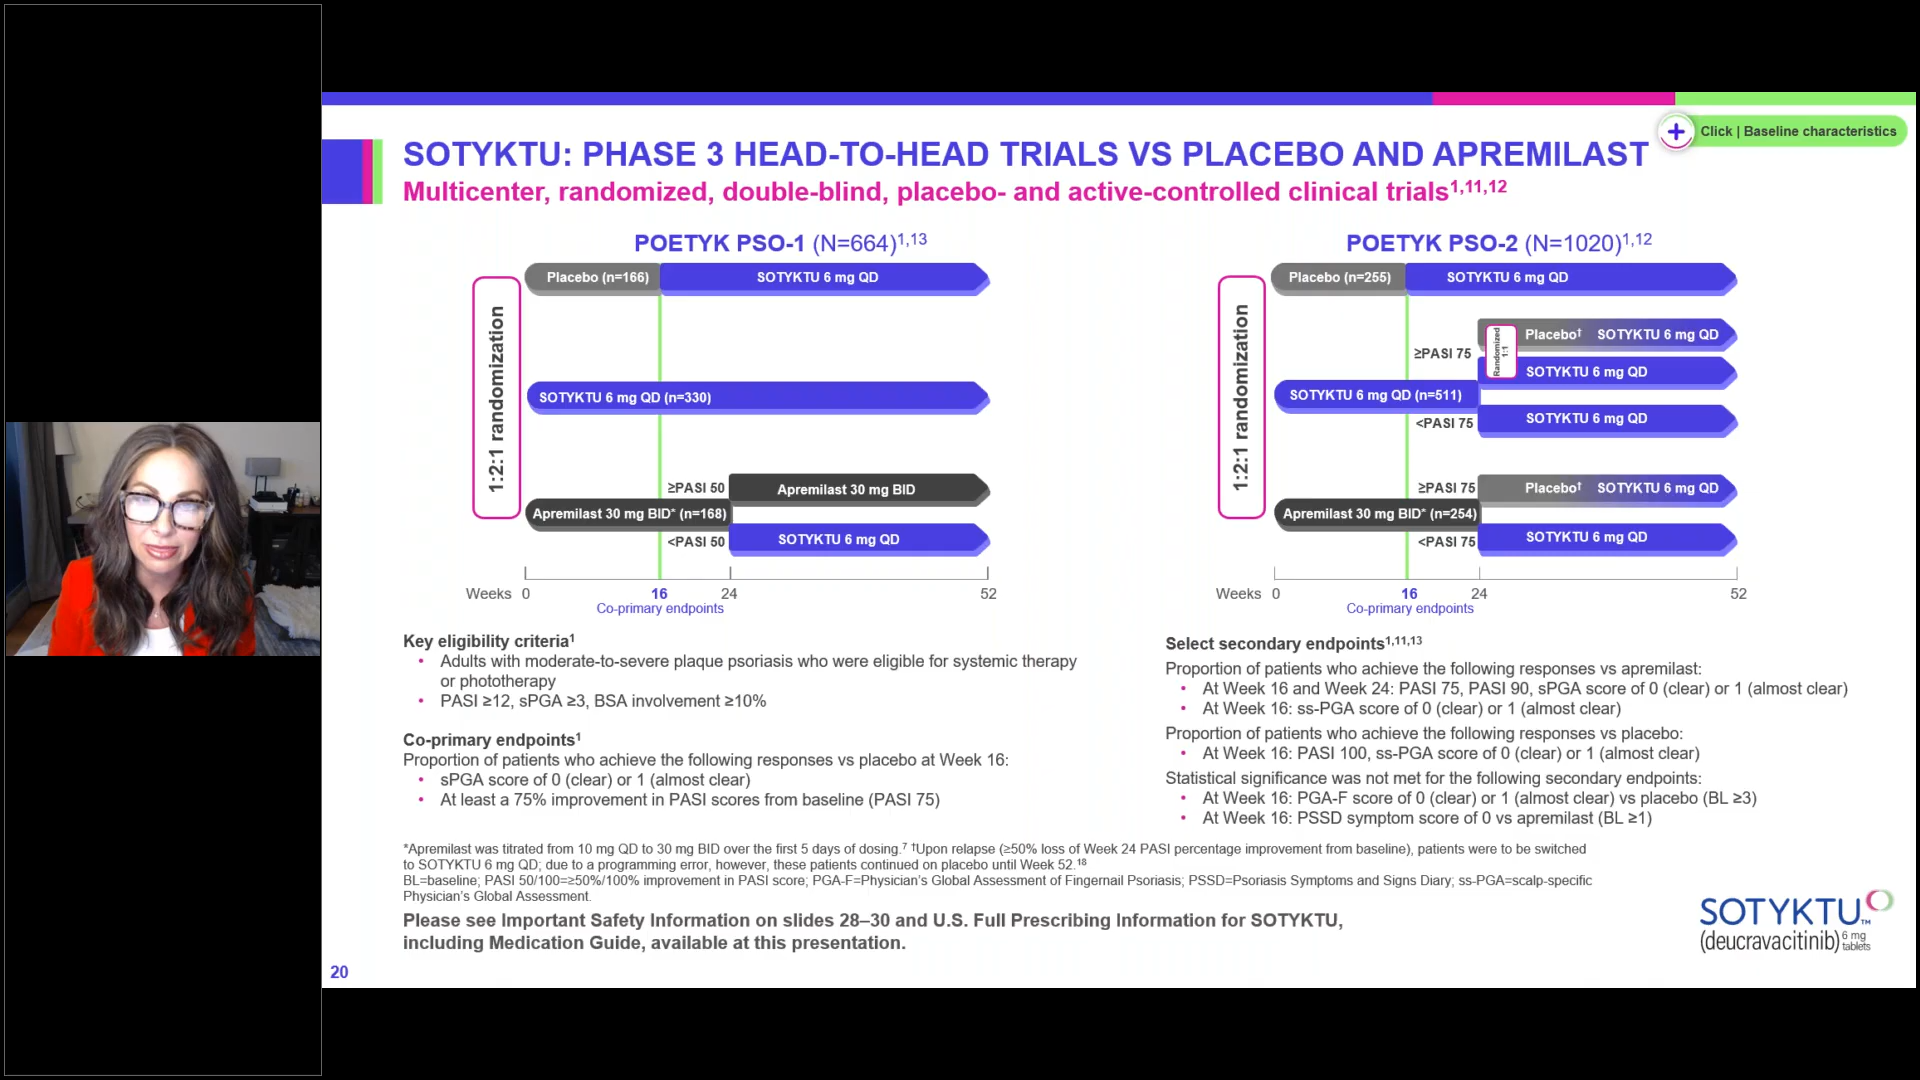 Click | Baseline characteristics
SOTYKTU: PHASE 3 HEAD-TO-HEAD TRIALS VS PLACEBO AND APREMILAST
Multicenter, randomized, double-blind, placebo- and active-controlled clinical trials1,11,12
POETYK PSO-1 (N=664)1,13
1:2:1 randomization
Placebo (n=166)
SOTYKTU 6 mg QD
SOTYKTU 6 mg QD (n=330)
≥PASI 50
Apremilast 30 mg BID
Apremilast 30 mg BID* (n=168)
<PASI 50
SOTYKTU 6 mg QD
Weeks 0 16 24 52
Co-primary endpoints
POETYK PSO-2 (N=1020)1,12
1:2:1 randomization
Placebo (n=255)
SOTYKTU 6 mg QD
Randomized
1:1
Placebo† SOTYKTU 6 mg QD
≥PASI 75
SOTYKTU 6 mg QD
SOTYKTU 6 mg QD (n=511)
<PASI 75
SOTYKTU 6 mg QD
≥PASI 75
Placebo† SOTYKTU 6 mg QD
Apremilast 30 mg BID* (n=254)
<PASI 75
SOTYKTU 6 mg QD
Weeks 0 16 24 52
Co-primary endpoints
Key eligibility criteria1
• Adults with moderate-to-severe plaque psoriasis who were eligible for systemic therapy
or phototherapy
• PASI ≥12, sPGA ≥3, BSA involvement ≥10%
Co-primary endpoints1
Proportion of patients who achieve the following responses vs placebo at Week 16:
• sPGA score of 0 (clear) or 1 (almost clear)
• At least a 75% improvement in PASI scores from baseline (PASI 75)
Select secondary endpoints1,11,13
Proportion of patients who achieve the following responses vs apremilast:
• At Week 16 and Week 24: PASI 75, PASI 90, sPGA score of 0 (clear) or 1 (almost clear)
• At Week 16: ss-PGA score of 0 (clear) or 1 (almost clear)
Proportion of patients who achieve the following responses vs placebo:
• At Week 16: PASI 100, ss-PGA score of 0 (clear) or 1 (almost clear)
Statistical significance was not met for the following secondary endpoints:
• At Week 16: PGA-F score of 0 (clear) or 1 (almost clear) vs placebo (BL ≥3)
• At Week 16: PSSD symptom score of 0 vs apremilast (BL ≥1)
*Apremilast was titrated from 10 mg QD to 30 mg BID over the first 5 days of dosing.7 †Upon relapse (≥50% loss of Week 24 PASI percentage improvement from baseline), patients were to be switched
to SOTYKTU 6 mg QD; due to a programming error, however, these patients continued on placebo until Week 52.18
BL=baseline; PASI 50/100=≥50%/100% improvement in PASI score; PGA-F=Physician's Global Assessment of Fingernail Psoriasis; PSSD=Psoriasis Symptoms and Signs Diary; ss-PGA=scalp-specific
Physician's Global Assessment.
Please see Important Safety Information on slides 28–30 and U.S. Full Prescribing Information for SOTYKTU,
including Medication Guide, available at this presentation.
20
SOTYKTU™
(deucravacitinib) 6 mg
tablets